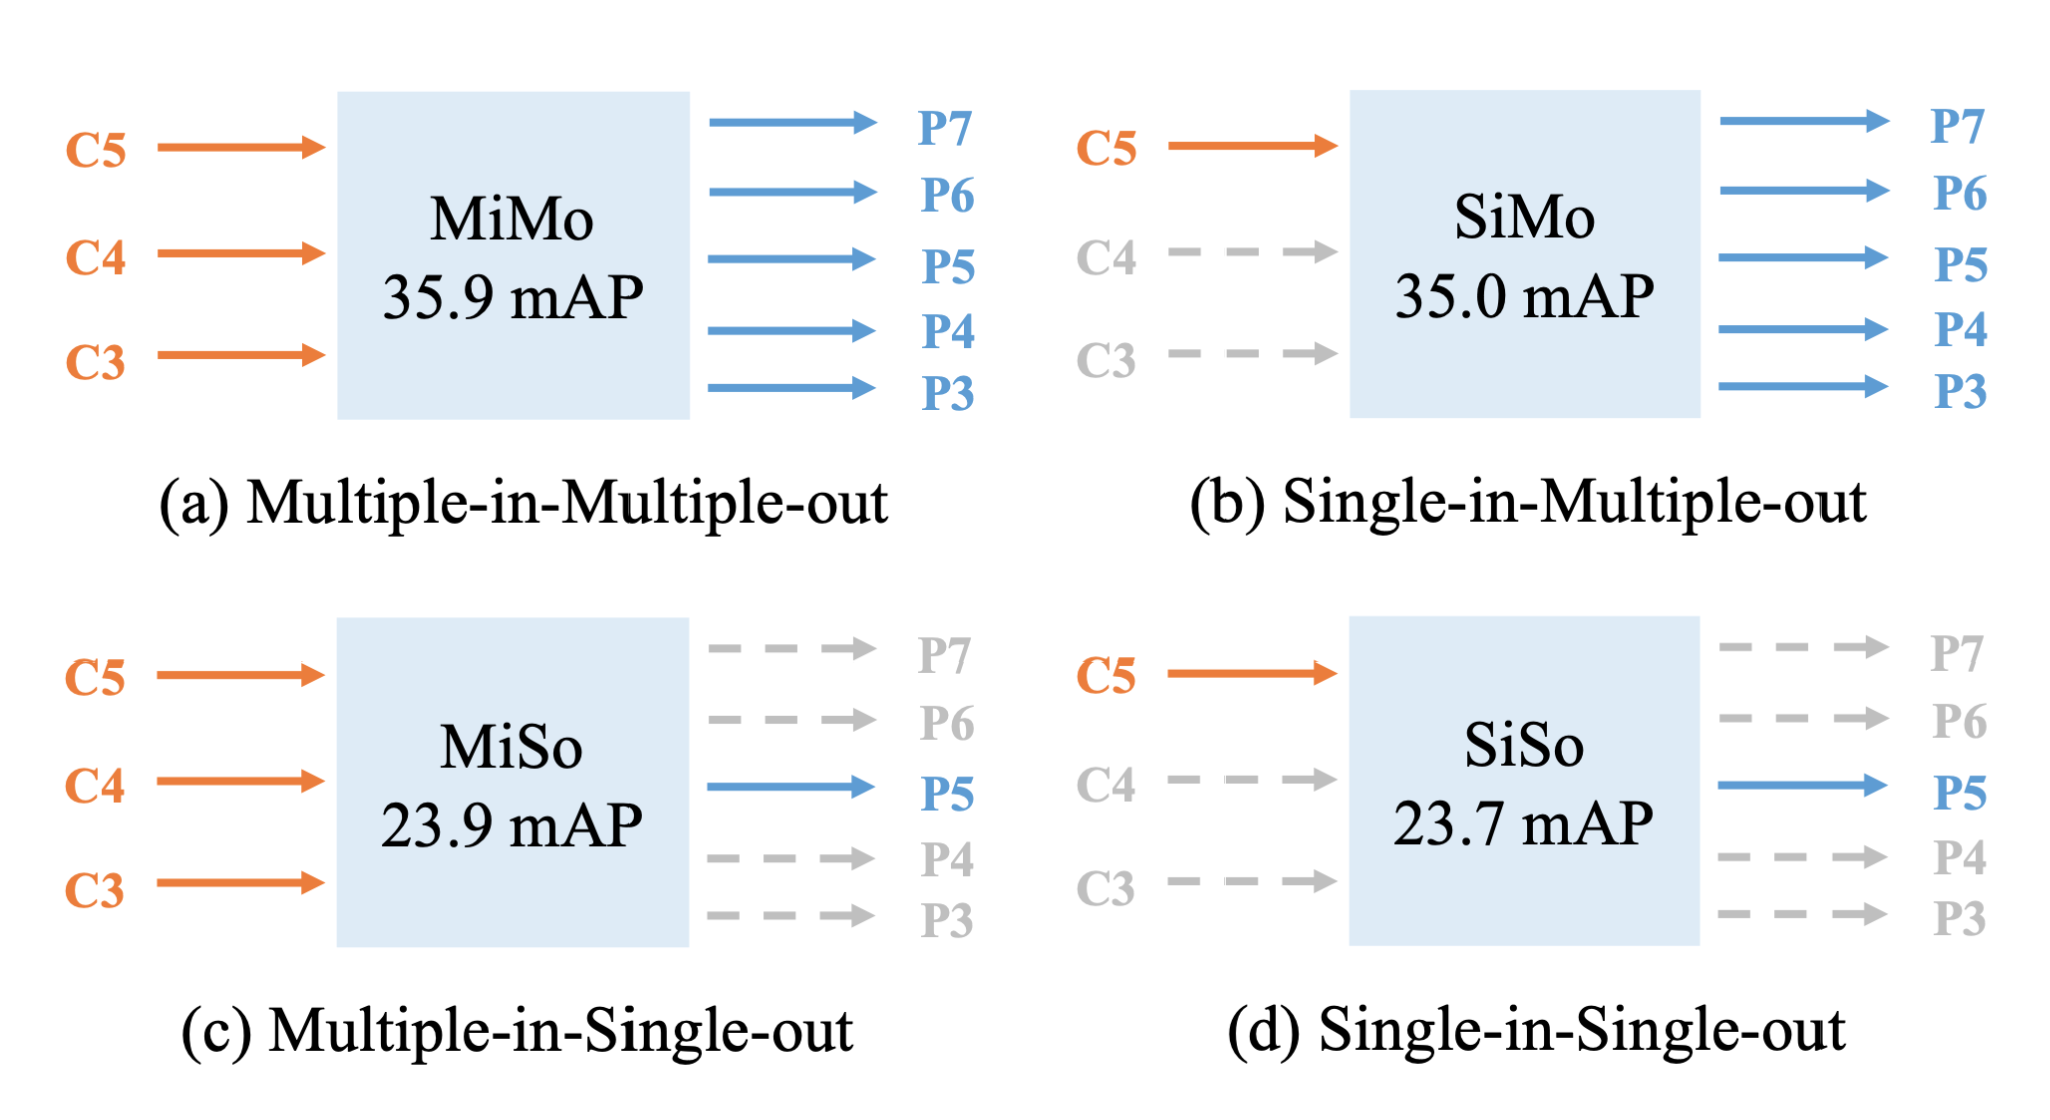 C5
C4
C3
MiMo
35.9 mAP
P7
P6
P5
P4
P3
(a) Multiple-in-Multiple-out
C5
C4
C3
SiMo
35.0 mAP
P7
P6
P5
P4
P3
(b) Single-in-Multiple-out
C5
C4
C3
MiSo
23.9 mAP
P7
P6
P5
P4
P3
(c) Multiple-in-Single-out
C5
C4
C3
SiSo
23.7 mAP
P7
P6
P5
P4
P3
(d) Single-in-Single-out